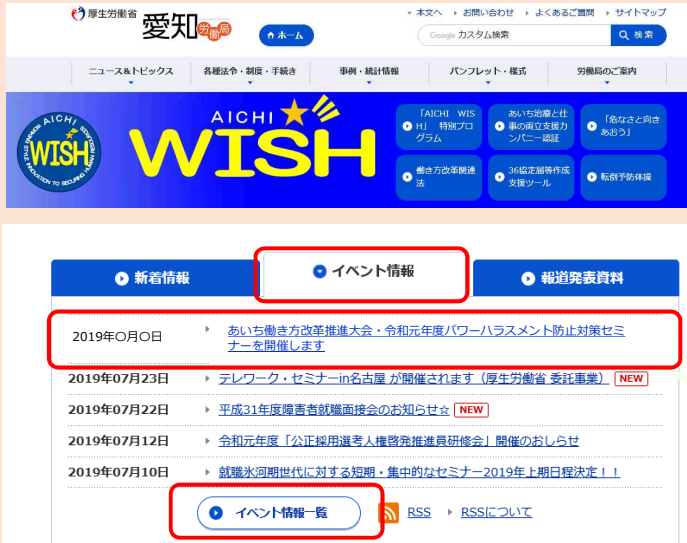 厚生労働省
愛知労働局
ホーム
本文へ お問い合わせ よくあるご質問 サイトマップ
Google カスタム検索
検索
ニュース&トピックス 各種法令・制度・手続き 事例・統計情報 パンフレット・様式 労働局のご案内
AICHI
WISH
AICHI
WISH
「AICHI WIS
H」 特別プロ
グラム
あいち治療と仕
事の両立支援カ
ンパニー認証
「危なさと向き
あおう」
働き方改革関連
法
36協定届等作成
支援ツール
転倒予防体操
新着情報
イベント情報
報道発表資料
2019年〇月〇日 あいち働き方改革推進大会・令和元年度パワーハラスメント防止対策セミ
ナーを開催します
2019年07月23日 テレワーク・セミナーin名古屋 が開催されます（厚生労働省 委託事業） NEW
2019年07月22日 平成31年度障害者就職面接会のお知らせ☆ NEW
2019年07月12日 令和元年度「公正採用選考人権啓発推進員研修会」開催のおしらせ
2019年07月10日 就職氷河期世代に対する短期・集中的なセミナー2019年上期日程決定！！
イベント情報一覧
RSS RSSについて